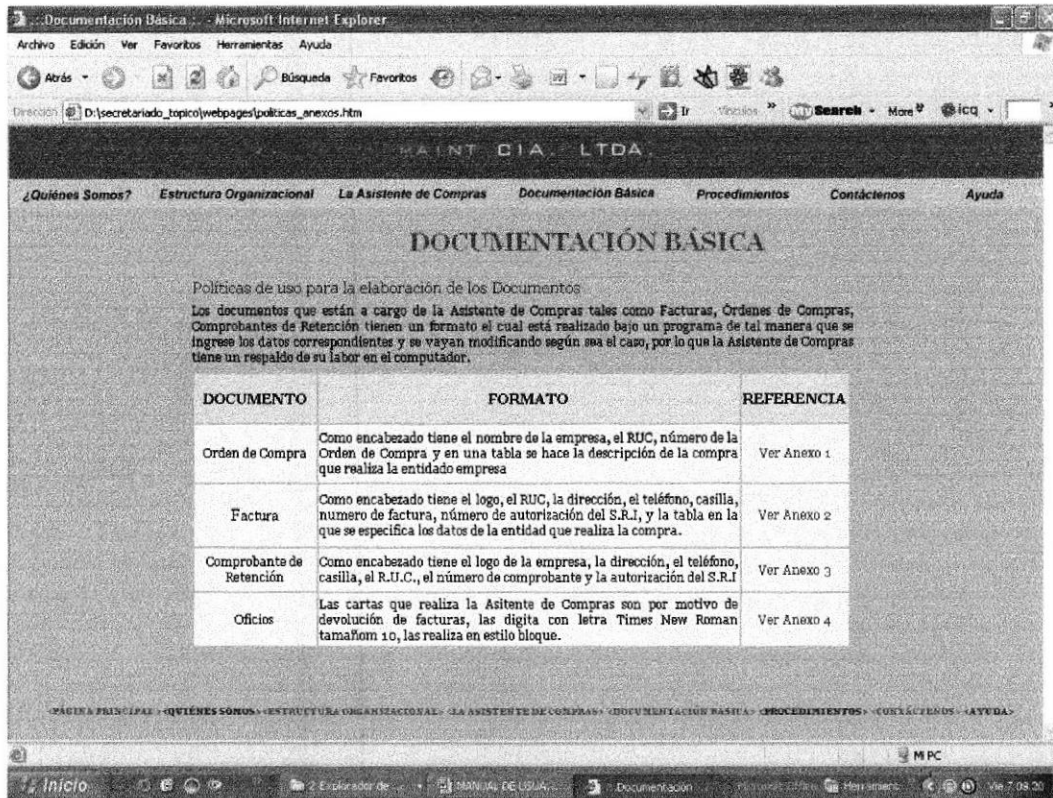 .:.Documentación Básica.:. - Microsoft Internet Explorer
Archivo Edición Ver Favoritos Herramientas Ayuda
Atrás Búsqueda Favoritos
Dirección D:\secretariado_topico\webpages\politicas_anexos.htm Ir Vínculos Search More icq
MAINT CIA. LTDA.
¿Quiénes Somos? Estructura Organizacional La Asistente de Compras Documentación Básica Procedimientos Contáctenos Ayuda
DOCUMENTACIÓN BÁSICA
Políticas de uso para la elaboración de los Documentos
Los documentos que están a cargo de la Asistente de Compras tales como Facturas, Órdenes de Compras,
Comprobantes de Retención tienen un formato el cual está realizado bajo un programa de tal manera que se
ingrese los datos correspondientes y se vayan modificando según sea el caso, por lo que la Asistente de Compras
tiene un respaldo de su labor en el computador.
DOCUMENTO FORMATO REFERENCIA
Como encabezado tiene el nombre de la empresa, el RUC, número de la
Orden de Compra Orden de Compra y en una tabla se hace la descripción de la compra Ver Anexo 1
que realiza la entidado empresa
Como encabezado tiene el logo, el RUC, la dirección, el teléfono, casilla,
Factura numero de factura, número de autorización del S.R.I, y la tabla en la Ver Anexo 2
que se especifica los datos de la entidad que realiza la compra.
Comprobante de Como encabezado tiene el logo de la empresa, la dirección, el teléfono,
Retención casilla, el R.U.C., el número de comprobante y la autorización del S.R.I Ver Anexo 3
Las cartas que realiza la Asitente de Compras son por motivo de
Oficios devolución de facturas, las digita con letra Times New Roman Ver Anexo 4
tamañom 10, las realiza en estilo bloque.
<PÁGINA PRINCIPAL> <QUIÉNES SOMOS> <ESTRUCTURA ORGANIZACIONAL> <LA ASISTENTE DE COMPRAS> <DOCUMENTACIÓN BÁSICA> <PROCEDIMIENTOS> <CONTÁCTENOS> <AYUDA>
Mi PC
Inicio 2 Explorador de ... MANUAL DE USUA... Documentación Herrament...